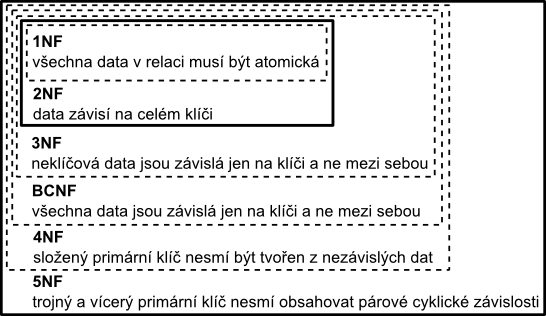 1NF
všechna data v relaci musí být atomická
2NF
data závisí na celém klíči
3NF
neklíčová data jsou závislá jen na klíči a ne mezi sebou
BCNF
všechna data jsou závislá jen na klíči a ne mezi sebou
4NF
složený primární klíč nesmí být tvořen z nezávislých dat
5NF
trojný a vícerý primární klíč nesmí obsahovat párové cyklické závislosti